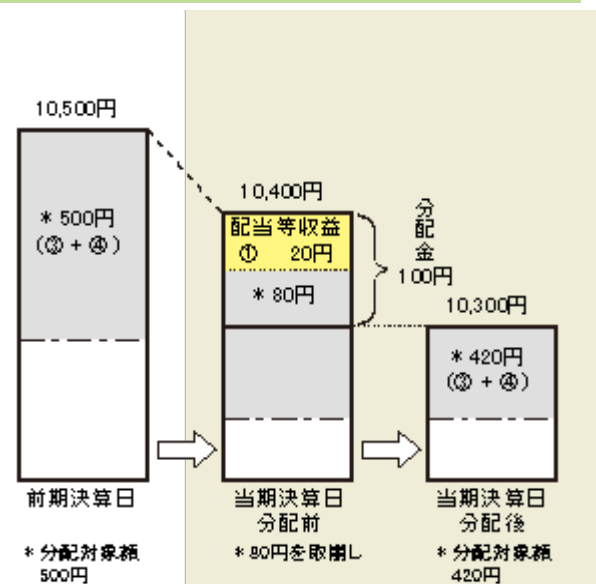 10,500円
* 500円
(③ + ④)
10,400円
配当等収益
① 20円
* 80円
分配金
100円
10,300円
* 420円
(③ + ④)
前期決算日
当期決算日
分配前
当期決算日
分配後
* 分配対象額
500円
* 80円を取崩し
* 分配対象額
420円